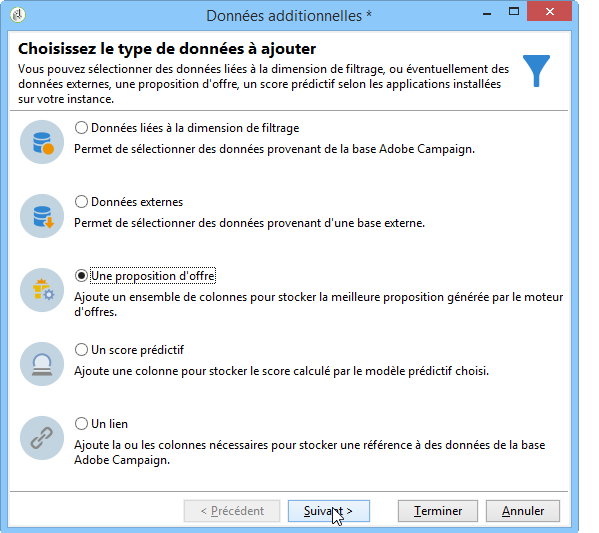 Données additionnelles *
Choisissez le type de données à ajouter
Vous pouvez sélectionner des données liées à la dimension de filtrage, ou éventuellement des
données externes, une proposition d'offre, un score prédictif selon les applications installées
sur votre instance.
Données liées à la dimension de filtrage
Permet de sélectionner des données provenant de la base Adobe Campaign.
Données externes
Permet de sélectionner des données provenant d'une base externe.
Une proposition d'offre
Ajoute un ensemble de colonnes pour stocker la meilleure proposition générée par le moteur
d'offres.
Un score prédictif
Ajoute une colonne pour stocker le score calculé par le modèle prédictif choisi.
Un lien
Ajoute la ou les colonnes nécessaires pour stocker une référence à des données de la base
Adobe Campaign.
< Précédent
Suivant >
Terminer
Annuler